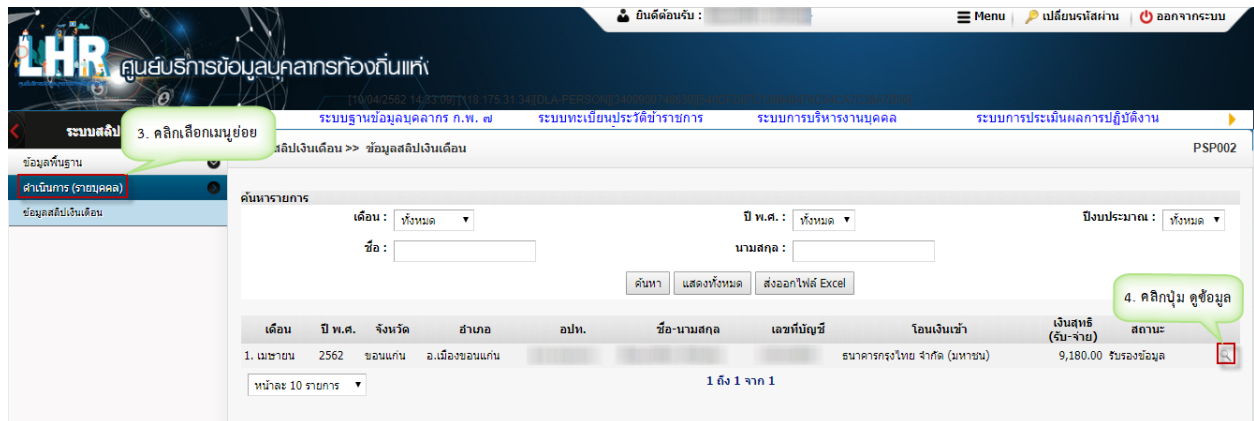 ยินดีต้อนรับ :
Menu
เปลี่ยนรหัสผ่าน
ออกจากระบบ
LHR ศูนย์บริการข้อมูลบุคลากรท้องถิ่นแห่ง
ระบบสลิป
3. คลิกเลือกเมนูย่อย
ระบบฐานข้อมูลบุคลากร ก.พ. ๗ ระบบทะเบียนประวัติข้าราชการ ระบบการบริหารงานบุคคล ระบบการประเมินผลการปฏิบัติงาน
ข้อมูลพื้นฐาน
ดำเนินการ (รายบุคคล)
ข้อมูลสลิปเงินเดือน
สลิปเงินเดือน >> ข้อมูลสลิปเงินเดือน PSP002
ค้นหารายการ
เดือน : ทั้งหมด ปี พ.ศ. : ทั้งหมด ปีงบประมาณ : ทั้งหมด
ชื่อ : นามสกุล :
ค้นหา แสดงทั้งหมด ส่งออกไฟล์ Excel
4. คลิกปุ่ม ดูข้อมูล
เดือน ปี พ.ศ. จังหวัด อำเภอ อปท. ชื่อ-นามสกุล เลขที่บัญชี โอนเงินเข้า เงินสุทธิ (รับ-จ่าย) สถานะ
1. เมษายน 2562 ขอนแก่น อ.เมืองขอนแก่น ธนาคารกรุงไทย จำกัด (มหาชน) 9,180.00 รับรองข้อมูล
หน้าละ 10 รายการ 1 ถึง 1 จาก 1